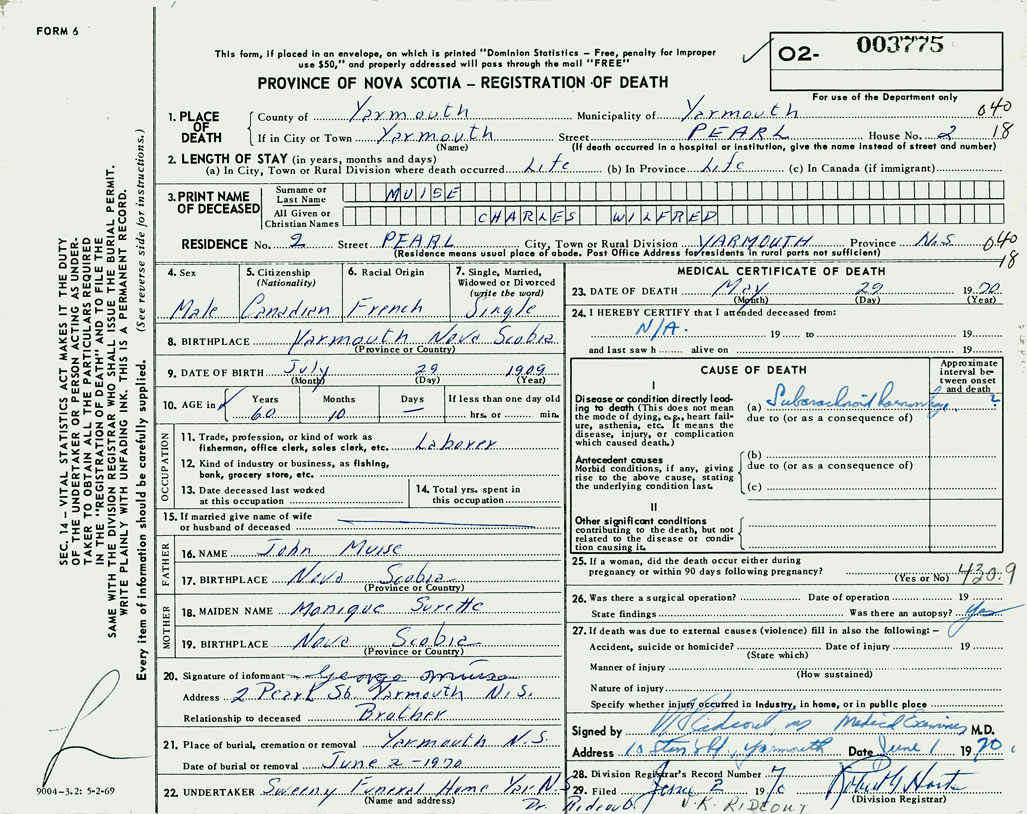 FORM 6
This form, if placed in an envelope, on which is printed "Dominion Statistics – Free, penalty for improper
use $50," and properly addressed will pass through the mail "FREE"
02- 003775
For use of the Department only
PROVINCE OF NOVA SCOTIA – REGISTRATION OF DEATH
1. PLACE OF DEATH
County of Yarmouth Municipality of Yarmouth 040
If in City or Town Yarmouth Street PEARL House No. 2 18
(Name) (If death occurred in a hospital or institution, give the name instead of street and number)
2. LENGTH OF STAY (in years, months and days)
(a) In City, Town or Rural Division where death occurred Life (b) In Province Life (c) In Canada (if immigrant)
3. PRINT NAME OF DECEASED
Surname or Last Name MUISE
All Given or Christian Names CHARLES WILFRED
RESIDENCE No. 2 Street PEARL City, Town or Rural Division YARMOUTH Province N.S 040
(Residence means usual place of abode. Post Office Address for residents in rural parts not sufficient) 18
4. Sex
Male
5. Citizenship (Nationality)
Canadian
6. Racial Origin
French
7. Single, Married, Widowed or Divorced (write the word)
Single
8. BIRTHPLACE Yarmouth Nova Scobia
(Province or Country)
9. DATE OF BIRTH July 29 1909
(Month) (Day) (Year)
10. AGE in Years Months Days If less than one day old
60 10 — hrs. or min.
OCCUPATION
11. Trade, profession, or kind of work as
fisherman, office clerk, sales clerk, etc. Laborer
12. Kind of industry or business, as fishing,
bank, grocery store, etc.
13. Date deceased last worked
at this occupation
14. Total yrs. spent in
this occupation
15. If married give name of wife
or husband of deceased
FATHER
16. NAME John Muise
17. BIRTHPLACE Nova Scobia
(Province or Country)
MOTHER
18. MAIDEN NAME Monique Surette
19. BIRTHPLACE Nova Scobia
(Province or Country)
20. Signature of informant George Muise
Address 2 Pearl Sb Yarmouth N.S.
Relationship to deceased Brother
21. Place of burial, cremation or removal Yarmouth N.S.
Date of burial or removal June 2 - 1970
22. UNDERTAKER Sweeny Funeral Home Yar N.S
(Name and address) Dr. Rideout
MEDICAL CERTIFICATE OF DEATH
23. DATE OF DEATH May 29 1970
(Month) (Day) (Year)
24. I HEREBY CERTIFY that I attended deceased from:
N/A. 19 to 19
and last saw h alive on 19
CAUSE OF DEATH
Approximate interval between onset and death
I
Disease or condition directly leading to death (This does not
the mode of dying, e.g., heart failure, asthenia, etc. It means the
disease, injury, or complication
which caused death.)
(a) Subarachnoid haemorrhage ?
due to (or as a consequence of)
Antecedent causes
Morbid conditions, if any, giving
rise to the above cause, stating
the underlying condition last.
(b)
due to (or as a consequence of)
(c)
II
Other significant conditions
contributing to the death, but not
related to the disease or condition causing it.
25. If a woman, did the death occur either during
pregnancy or within 90 days following pregnancy?
(Yes or No) 430.9
26. Was there a surgical operation? Date of operation 19
State findings Was there an autopsy? Yes
27. If death was due to external causes (violence) fill in also the following: –
Accident, suicide or homicide? Date of injury 19
(State which)
Manner of injury
(How sustained)
Nature of injury
Specify whether injury occurred in industry, in home, or in public place
Signed by Rideout MD Medical Examiner M.D.
Address 10 Yarmouth Date June 1 1970
28. Division Registrar's Record Number 7
29. Filed June 2 1970
(Division Registrar)
V.K. RIDEOUT
SEC. 14 – VITAL STATISTICS ACT MAKES IT THE DUTY
OF THE UNDERTAKER OR PERSON ACTING AS UNDER-
TAKER TO OBTAIN ALL THE PARTICULARS REQUIRED
IN THE "REGISTRATION OF DEATH" AND TO FILE THE
SAME WITH THE DIVISION REGISTRAR WHO SHALL ISSUE THE BURIAL PERMIT.
WRITE PLAINLY WITH UNFADING INK. THIS IS A PERMANENT RECORD.
Every item of information should be carefully supplied. (See reverse side for instructions.)
9004-3.2: 5-2-69